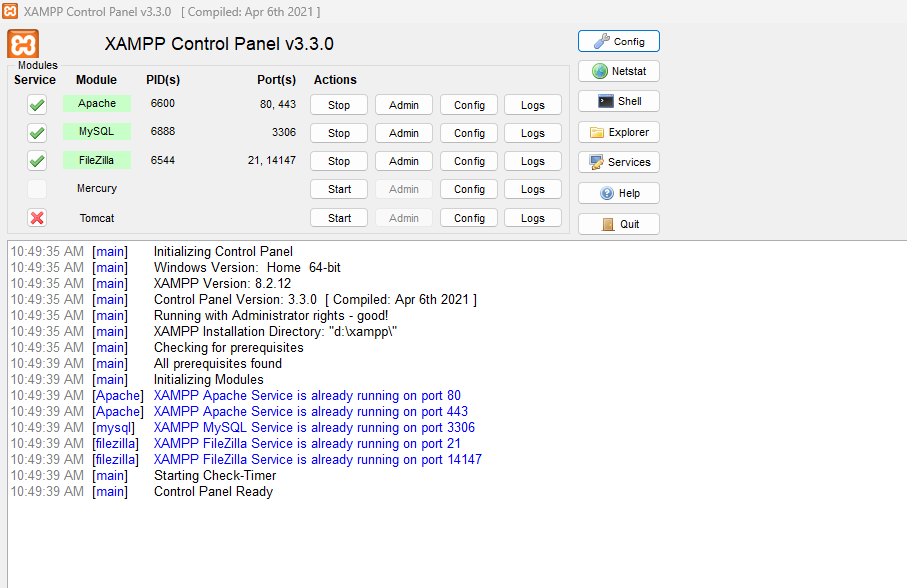 XAMPP Control Panel v3.3.0 [ Compiled: Apr 6th 2021 ]
XAMPP Control Panel v3.3.0
Config
Modules
Service Module PID(s) Port(s) Actions
Netstat
Apache 6600 80, 443 Stop Admin Config Logs
Shell
MySQL 6888 3306 Stop Admin Config Logs
Explorer
FileZilla 6544 21, 14147 Stop Admin Config Logs
Services
Mercury Start Admin Config Logs
Help
Tomcat Start Admin Config Logs
Quit
10:49:35 AM [main] Initializing Control Panel
10:49:35 AM [main] Windows Version: Home 64-bit
10:49:35 AM [main] XAMPP Version: 8.2.12
10:49:35 AM [main] Control Panel Version: 3.3.0 [ Compiled: Apr 6th 2021 ]
10:49:35 AM [main] Running with Administrator rights - good!
10:49:35 AM [main] XAMPP Installation Directory: "d:\xampp\"
10:49:35 AM [main] Checking for prerequisites
10:49:39 AM [main] All prerequisites found
10:49:39 AM [main] Initializing Modules
10:49:39 AM [Apache] XAMPP Apache Service is already running on port 80
10:49:39 AM [Apache] XAMPP Apache Service is already running on port 443
10:49:39 AM [mysql] XAMPP MySQL Service is already running on port 3306
10:49:39 AM [filezilla] XAMPP FileZilla Service is already running on port 21
10:49:39 AM [filezilla] XAMPP FileZilla Service is already running on port 14147
10:49:39 AM [main] Starting Check-Timer
10:49:39 AM [main] Control Panel Ready